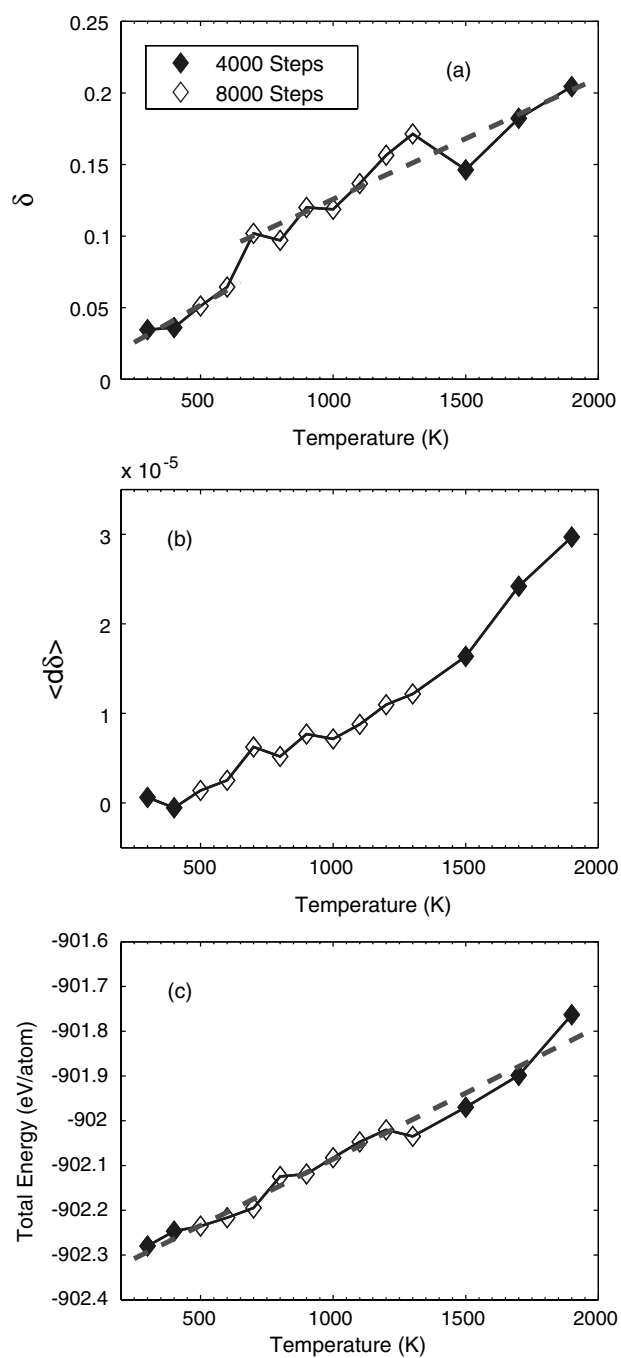 0.25
0.2
0.15
0.1
0.05
0
δ
4000 Steps
8000 Steps
(a)
500 1000 1500 2000
Temperature (K)
x 10⁻⁵
3
2
1
0
<dδ>
(b)
500 1000 1500 2000
Temperature (K)
-901.6
-901.7
-901.8
-901.9
-902
-902.1
-902.2
-902.3
-902.4
Total Energy (eV/atom)
(c)
500 1000 1500 2000
Temperature (K)